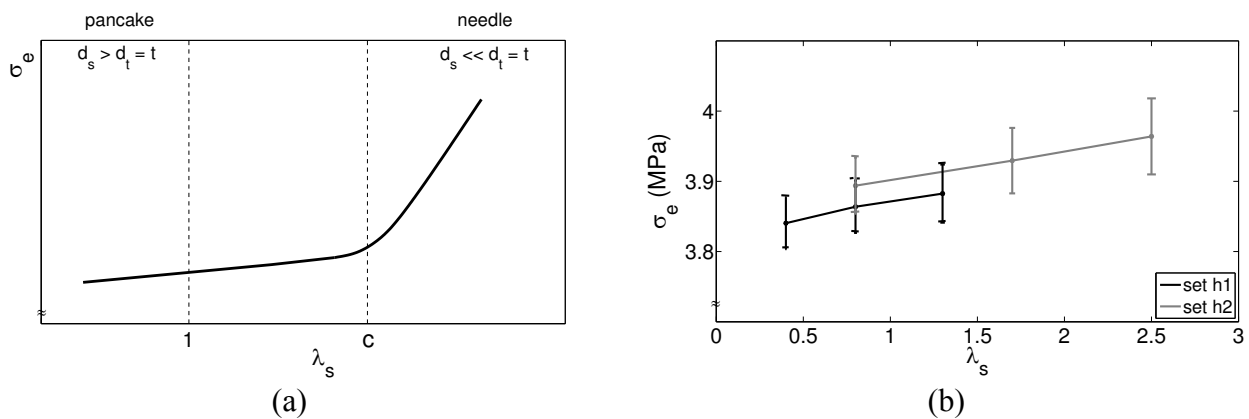 pancake
needle
d_s > d_t = t
d_s << d_t = t
σ_e
≈
1
c
λ_s
(a)
4
3.9
3.8
σ_e (MPa)
≈
set h1
set h2
0 0.5 1 1.5 2 2.5 3
λ_s
(b)